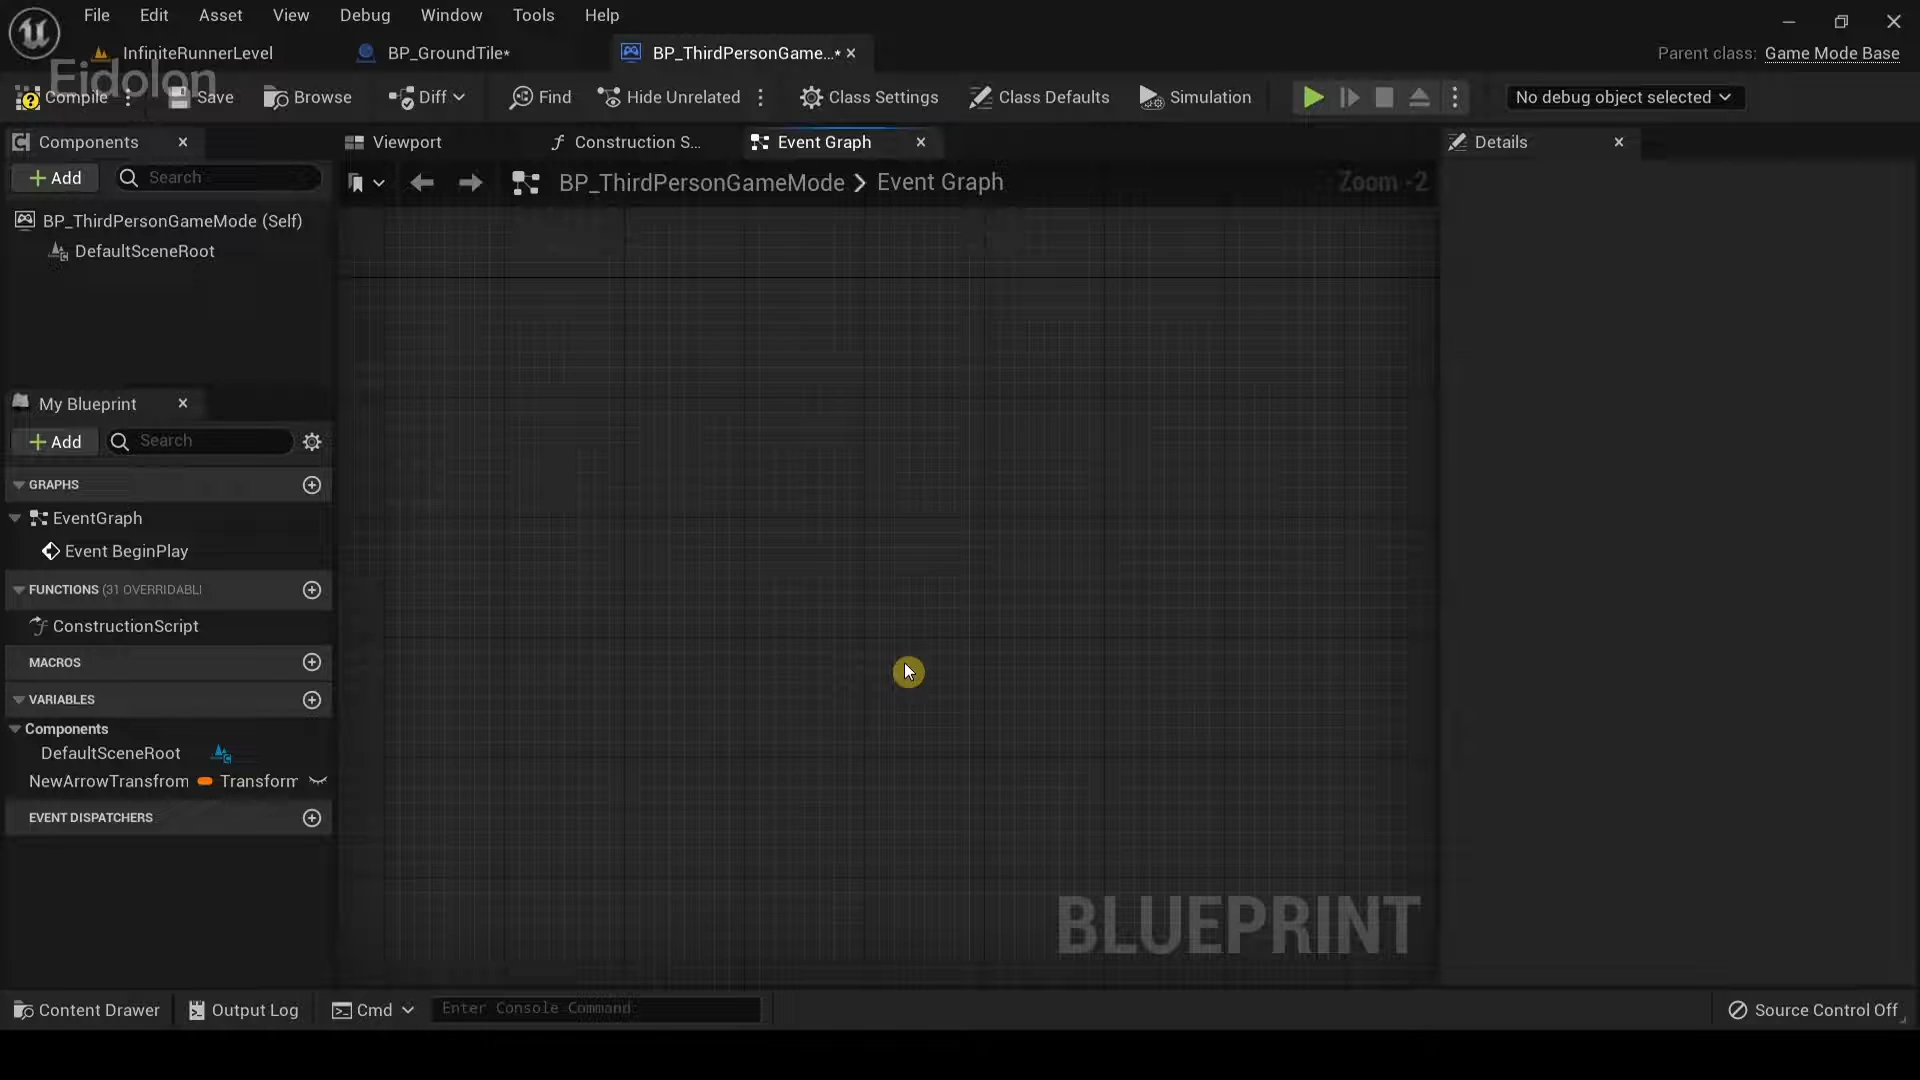 File Edit Asset View Debug Window Tools Help
InfiniteRunnerLevel BP_GroundTile* BP_ThirdPersonGame...* Parent class: Game Mode Base
Eidolon
Compile Save Browse Diff Find Hide Unrelated Class Settings Class Defaults Simulation No debug object selected
Components Viewport Construction S... Event Graph Details
Add Search BP_ThirdPersonGameMode > Event Graph Zoom -2
BP_ThirdPersonGameMode (Self)
DefaultSceneRoot
My Blueprint
Add Search
GRAPHS
EventGraph
Event BeginPlay
FUNCTIONS (31 OVERRIDABLI
ConstructionScript
MACROS
VARIABLES
Components
DefaultSceneRoot
NewArrowTransfrom Transform
EVENT DISPATCHERS
BLUEPRINT
Content Drawer Output Log Cmd Enter Console Command Source Control Off